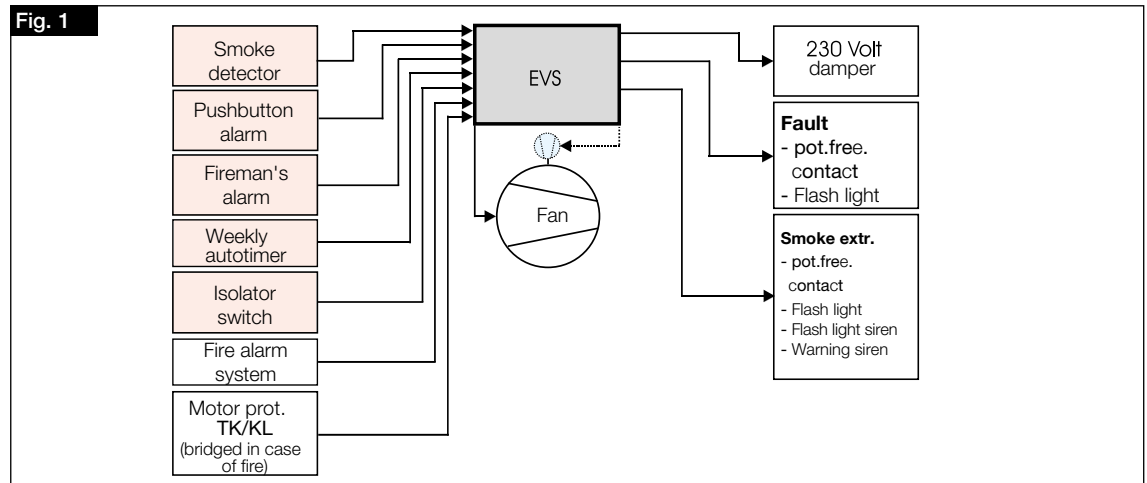 Fig. 1
Smoke
detector
Pushbutton
alarm
Fireman's
alarm
Weekly
autotimer
Isolator
switch
Fire alarm
system
Motor prot.
TK/KL
(bridged in case
of fire)
EVS
Fan
230 Volt
damper
Fault
- pot.free.
contact
- Flash light
Smoke extr.
- pot.free.
contact
- Flash light
- Flash light siren
- Warning siren